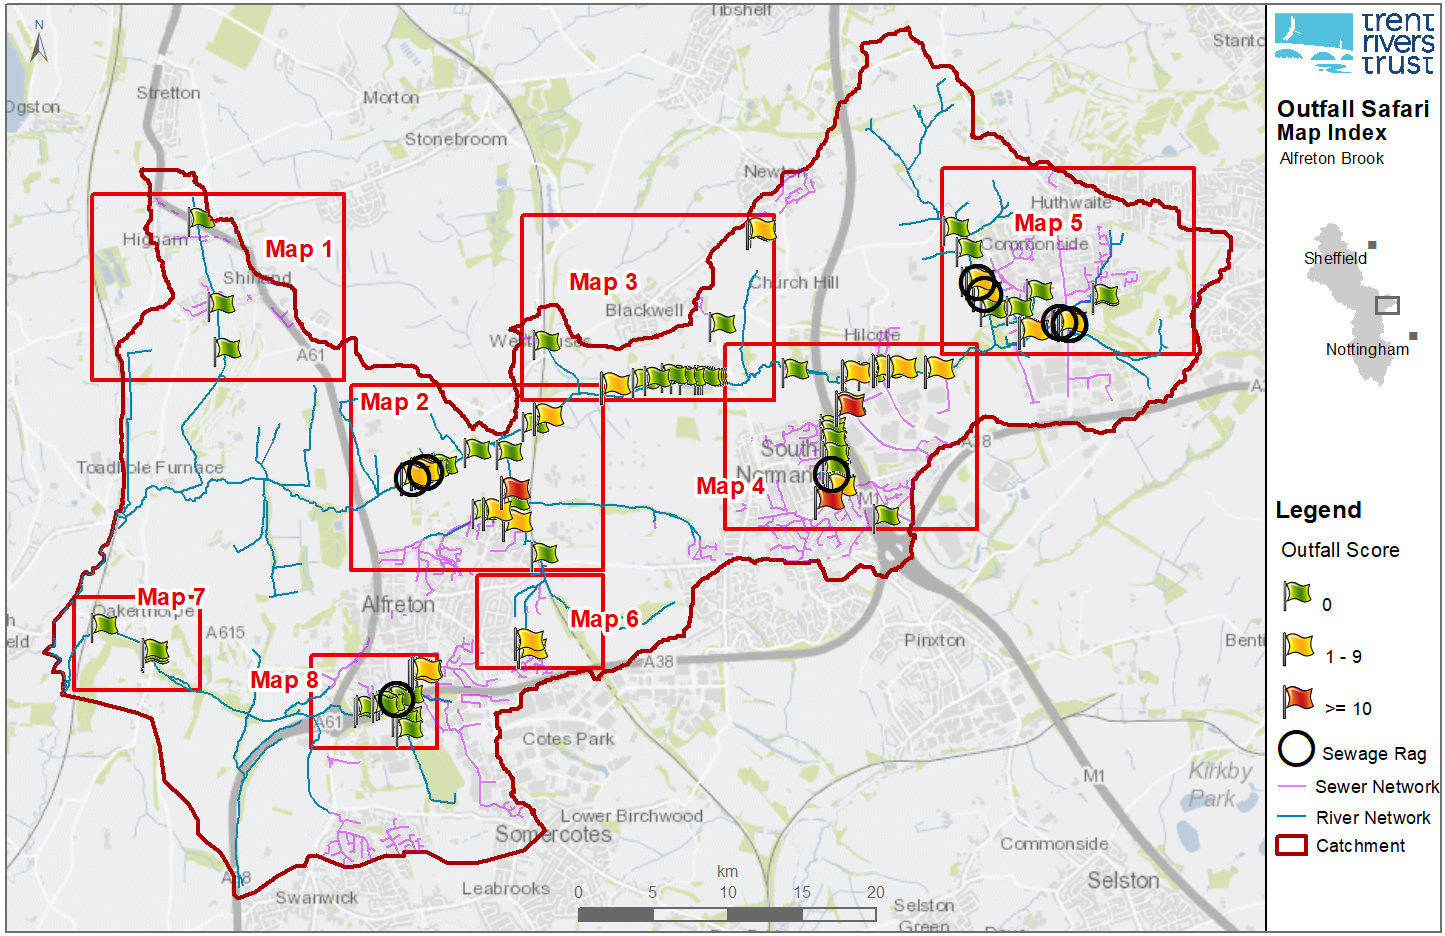 Tibshelf
Stretton
Morton
Ogston
Stonebroom
Newton
Huthwaite
Map 5
Commonside
Higham
Map 1
Shirland
Map 3
Church Hill
Blackwell
Hilcote
Westhouses
A61
Map 2
A38
South
Normanton
Toadhole Furnace
Map 4
M1
Map 7
Oakerthorpe
Alfreton
A615
Map 6
Pinxton
A38
Map 8
A61
Cotes Park
M1
Kirkby
Park
Lower Birchwood
Somercotes
Commonside
A38
Swanwick
Leabrooks
Selston
Selston
Green
km
0 5 10 15 20
N
trent
rivers
trust
Outfall Safari
Map Index
Alfreton Brook
Sheffield
Nottingham
Legend
Outfall Score
0
1 - 9
>= 10
Sewage Rag
Sewer Network
River Network
Catchment